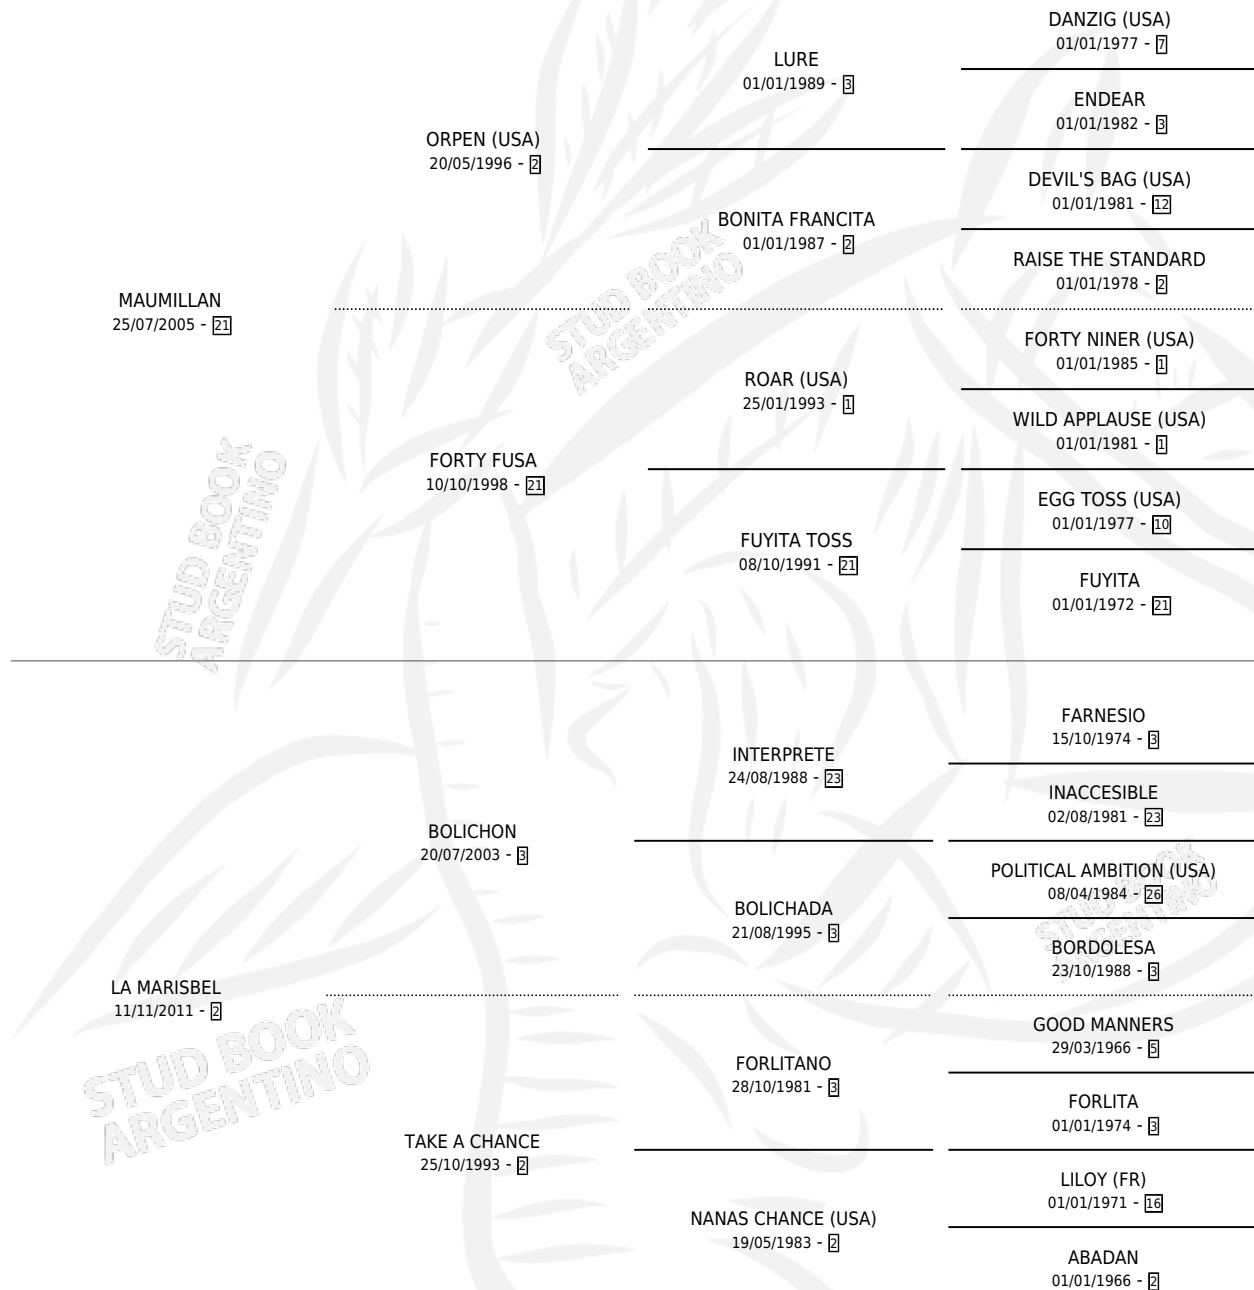 DANZIG (USA)
01/01/1977 - 7
LURE
01/01/1989 - 3
ENDEAR
01/01/1982 - 3
ORPEN (USA)
20/05/1996 - 2
DEVIL'S BAG (USA)
01/01/1981 - 12
BONITA FRANCITA
01/01/1987 - 2
RAISE THE STANDARD
01/01/1978 - 2
MAUMILLAN
25/07/2005 - 21
FORTY NINER (USA)
01/01/1985 - 1
ROAR (USA)
25/01/1993 - 1
WILD APPLAUSE (USA)
01/01/1981 - 1
FORTY FUSA
10/10/1998 - 21
EGG TOSS (USA)
01/01/1977 - 10
FUYITA TOSS
08/10/1991 - 21
FUYITA
01/01/1972 - 21
FARNESIO
15/10/1974 - 3
INTERPRETE
24/08/1988 - 23
INACCESIBLE
02/08/1981 - 23
BOLICHON
20/07/2003 - 3
POLITICAL AMBITION (USA)
08/04/1984 - 26
BOLICHADA
21/08/1995 - 3
BORDOLESA
23/10/1988 - 3
LA MARISBEL
11/11/2011 - 2
GOOD MANNERS
29/03/1966 - 5
FORLITANO
28/10/1981 - 3
FORLITA
01/01/1974 - 3
TAKE A CHANCE
25/10/1993 - 2
LILOY (FR)
01/01/1971 - 16
NANAS CHANCE (USA)
19/05/1983 - 2
ABADAN
01/01/1966 - 2
STUD BOOK
ARGENTINO
STUD BOOK
ARGENTINO
STUD BOOK
ARGENTINO
STUD BOOK
ARGENTINO